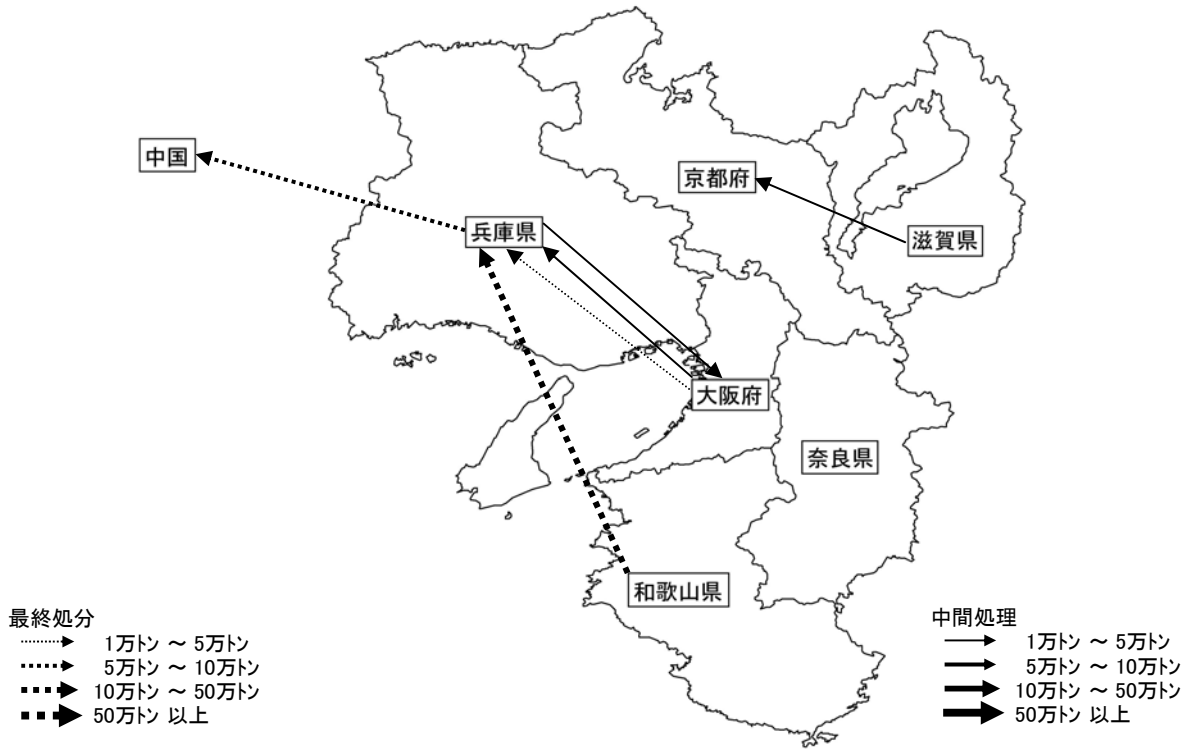 中国
京都府
兵庫県
滋賀県
大阪府
奈良県
和歌山県
最終処分
1万トン ～ 5万トン
5万トン ～ 10万トン
10万トン ～ 50万トン
50万トン 以上
中間処理
1万トン ～ 5万トン
5万トン ～ 10万トン
10万トン ～ 50万トン
50万トン 以上